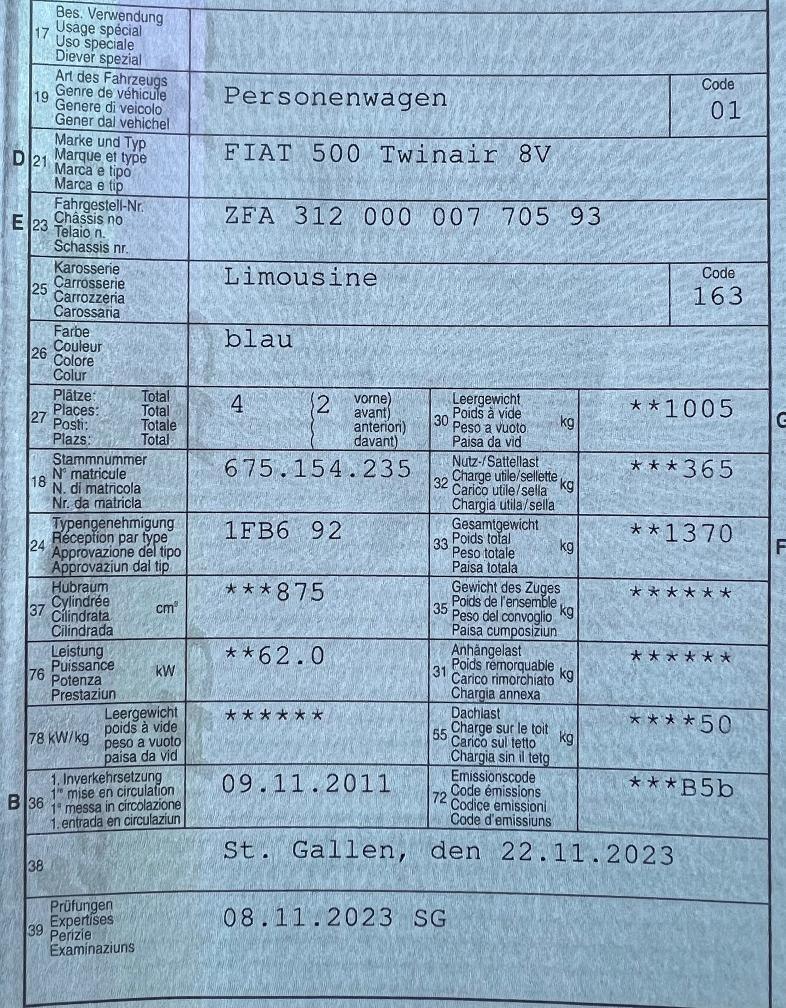 17 Bes. Verwendung
Usage spécial
Uso speciale
Diever spezial
19 Art des Fahrzeugs
Genre de véhicule
Genere di veicolo
Gener dal vehichel
Personenwagen
Code
01
D 21 Marke und Typ
Marque et type
Marca e tipo
Marca e tip
FIAT 500 Twinair 8V
E 23 Fahrgestell-Nr.
Châssis no
Telaio n.
Schassis nr.
ZFA 312 000 007 705 93
25 Karosserie
Carrosserie
Carrozzeria
Carossaria
Limousine
Code
163
26 Farbe
Couleur
Colore
Colur
blau
27 Plätze: Total
Places: Total
Posti: Totale
Plazs: Total
4 (2 vorne)
avant)
anteriori)
davant)
30 Leergewicht
Poids à vide
Peso a vuoto
Paisa da vid
kg
**1005
G
18 Stammnummer
N° matricule
N. di matricola
Nr. da matricla
675.154.235
32 Nutz-/Sattellast
Charge utile/sellette
Carico utile/sella
Chargia utila/sella
kg
***365
24 Typengenehmigung
Réception par type
Approvazione del tipo
Approvaziun dal tip
1FB6 92
33 Gesamtgewicht
Poids total
Peso totale
Paisa totala
kg
**1370
F
37 Hubraum
Cylindrée
Cilindrata
Cilindrada
cm³
***875
35 Gewicht des Zuges
Poids de l'ensemble
Peso del convoglio
Paisa cumposiziun
kg
******
76 Leistung
Puissance
Potenza
Prestaziun
kW
**62.0
31 Anhängelast
Poids remorquable
Carico rimorchiato
Chargia annexa
kg
******
78 kW/kg Leergewicht
poids à vide
peso a vuoto
paisa da vid
******
55 Dachlast
Charge sur le toit
Carico sul tetto
Chargia sin il tetg
kg
****50
B 36 1. Inverkehrsetzung
1re mise en circulation
1a messa in circolazione
1. entrada en circulaziun
09.11.2011
72 Emissionscode
Code émissions
Codice emissioni
Code d'emissiuns
***B5b
38 St. Gallen, den 22.11.2023
39 Prüfungen
Expertises
Perizie
Examinaziuns
08.11.2023 SG